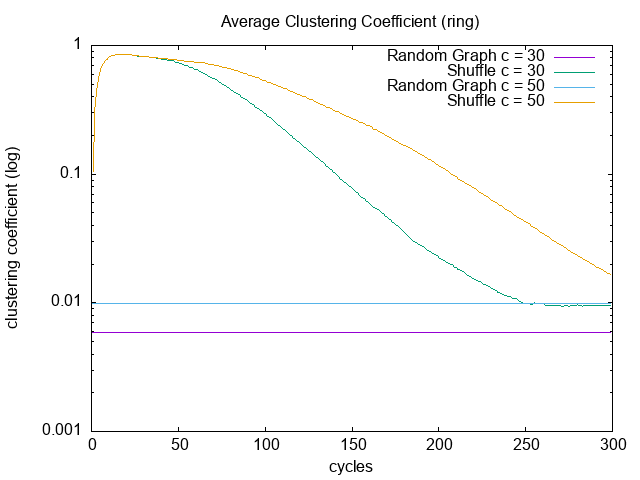 Average Clustering Coefficient (ring)
1
Random Graph c = 30
Shuffle c = 30
Random Graph c = 50
Shuffle c = 50
0.1
clustering coefficient (log)
0.01
0.001
0 50 100 150 200 250 300
cycles